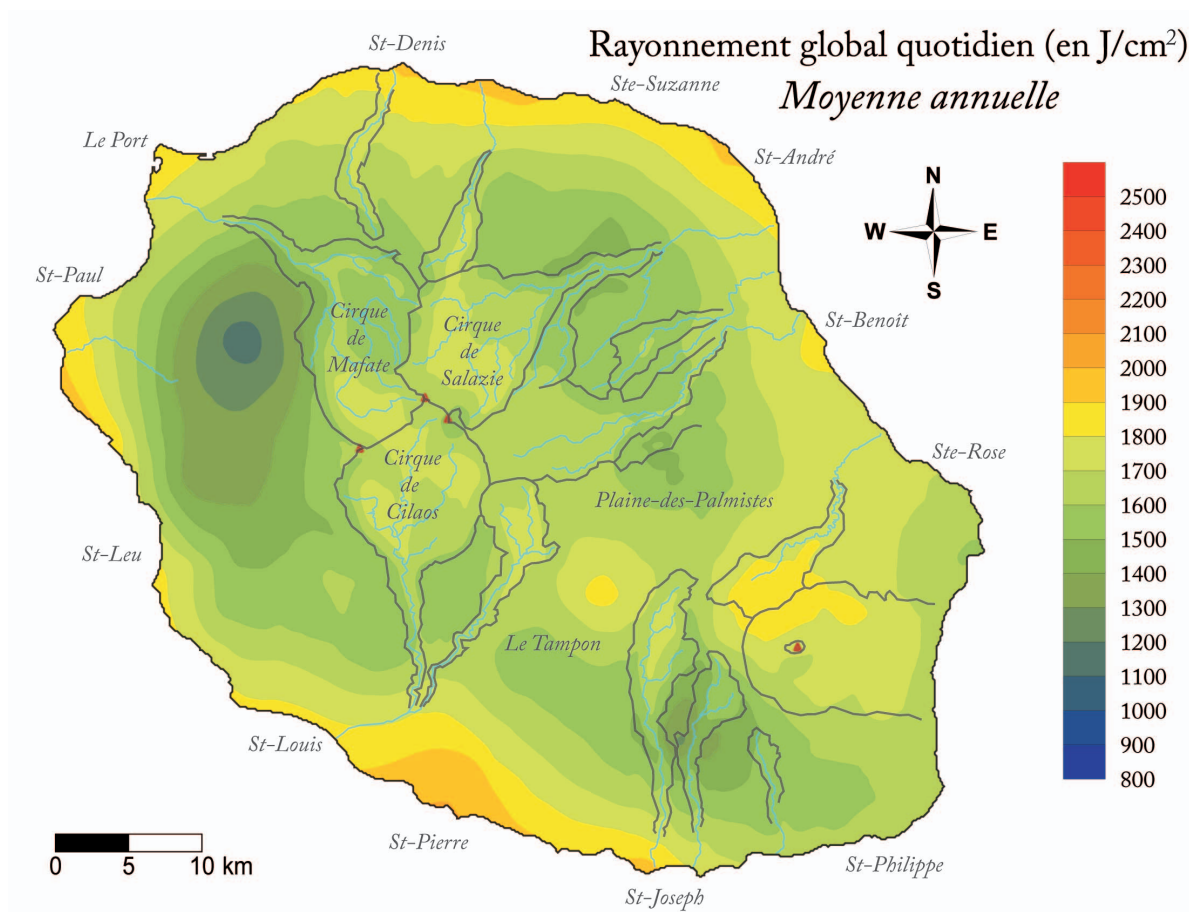 Rayonnement global quotidien (en J/cm²)
Moyenne annuelle
St-Denis
Ste-Suzanne
Le Port
St-André
N
W E
S
St-Paul
St-Benoît
Cirque
de
Mafate
Cirque
de
Salazie
Cirque
de
Cilaos
Ste-Rose
Plaine-des-Palmistes
St-Leu
Le Tampon
St-Louis
St-Pierre
St-Philippe
St-Joseph
0 5 10 km
2500
2400
2300
2200
2100
2000
1900
1800
1700
1600
1500
1400
1300
1200
1100
1000
900
800